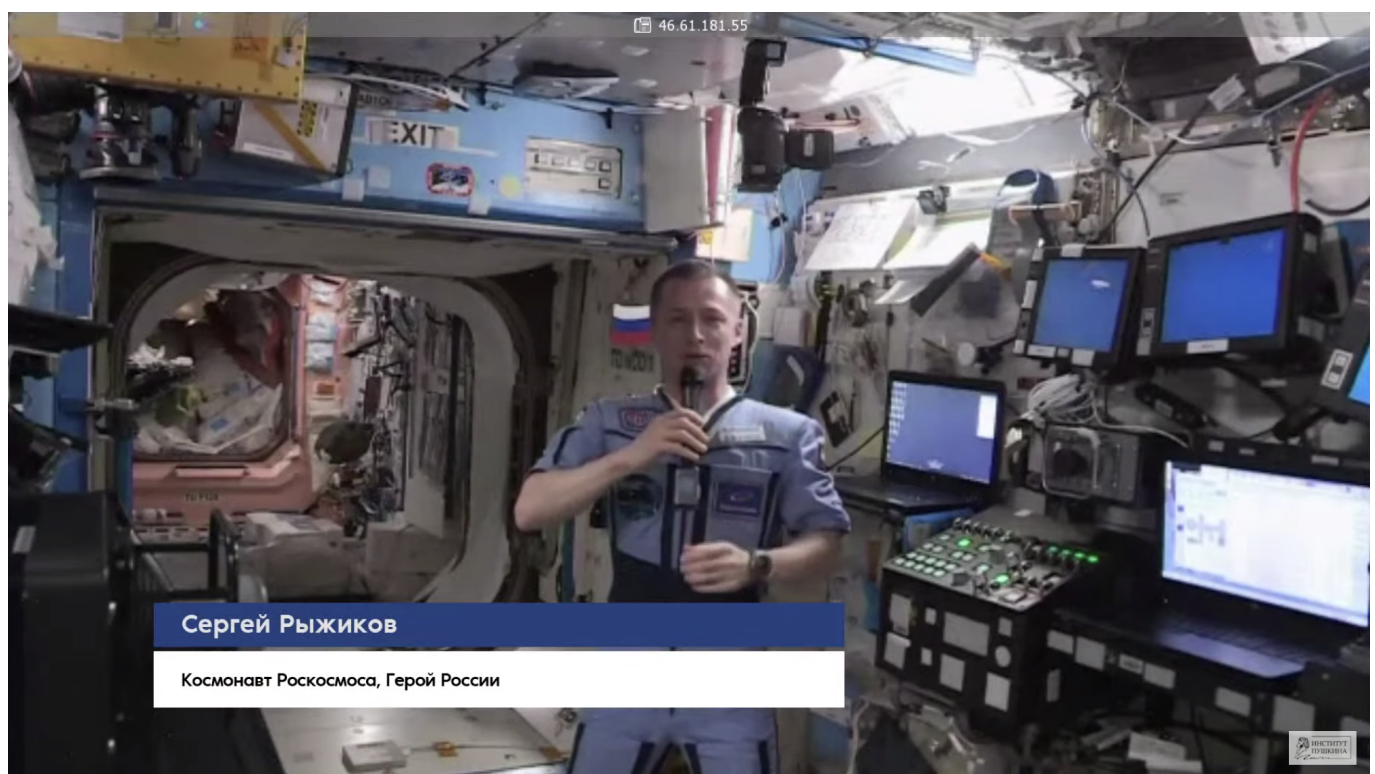 46.61.181.55
EXIT
Сергей Рыжиков
Космонавт Роскосмоса, Герой России
ИНСТИТУТ
ПУШКИНА